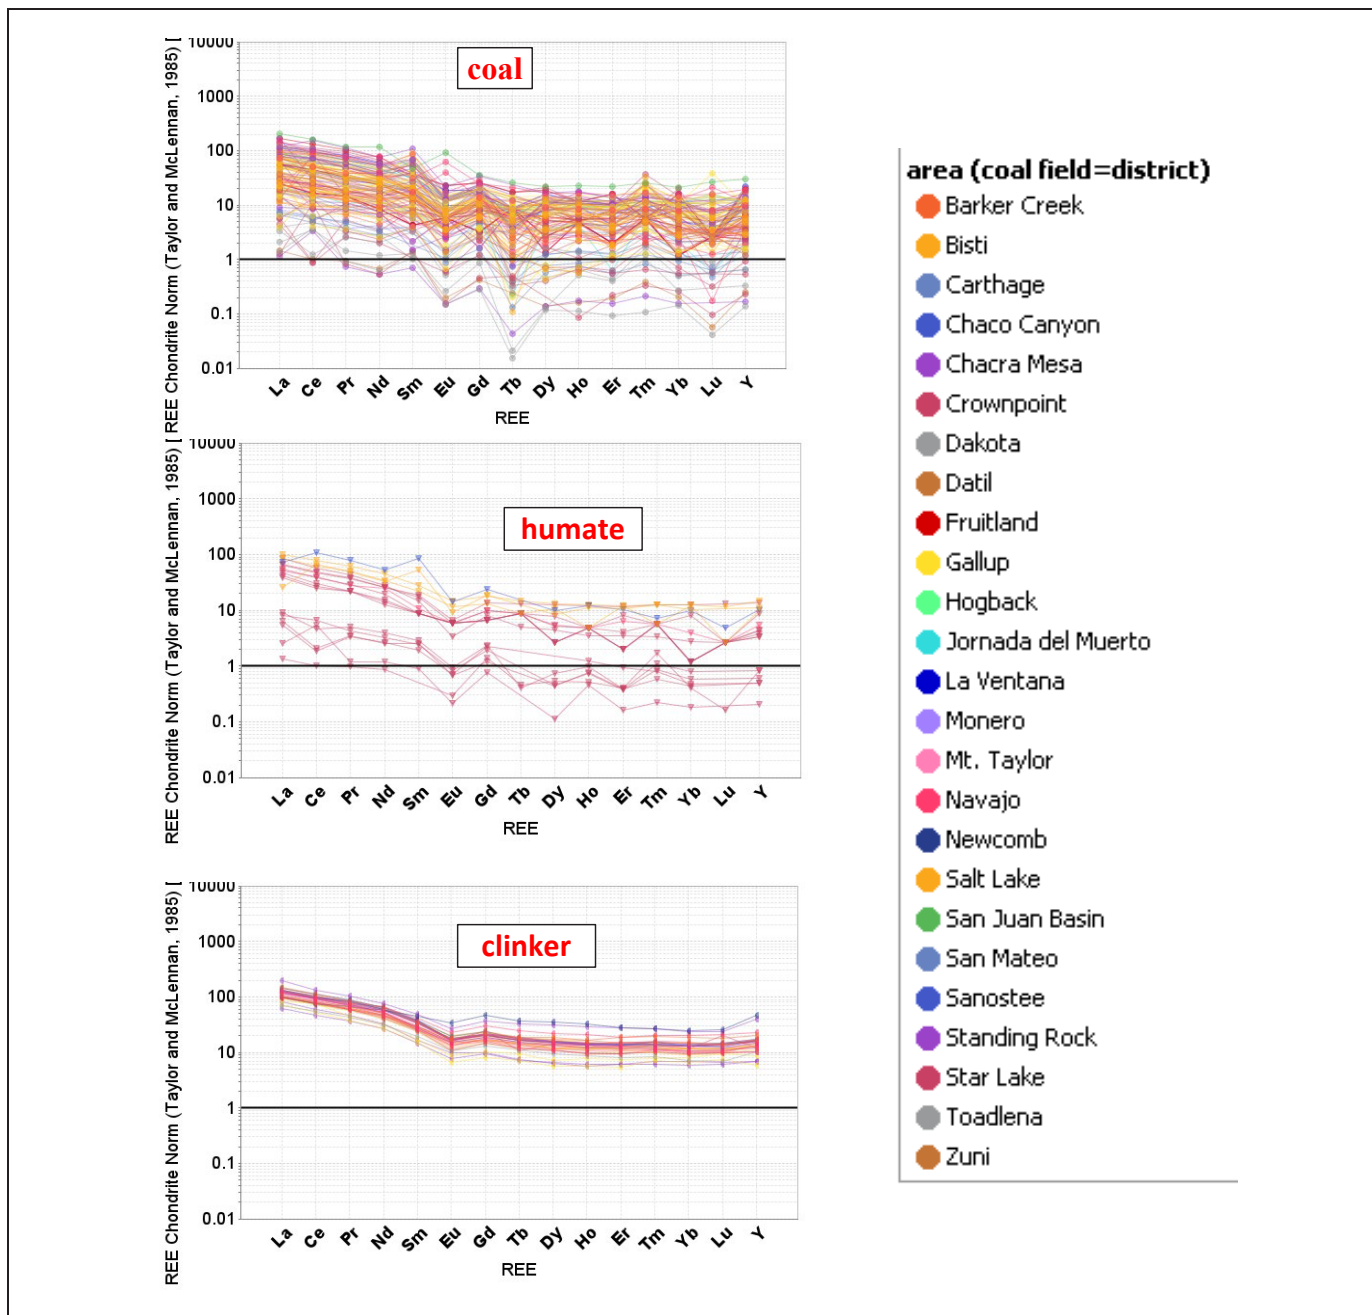 REE Chondrite Norm (Taylor and McLennan, 1985) [
10000
1000
100
10
1
0.1
0.01
coal
La Ce Pr Nd Sm Eu Gd Tb Dy Ho Er Tm Yb Lu Y
REE
REE Chondrite Norm (Taylor and McLennan, 1985) [
10000
1000
100
10
1
0.1
0.01
humate
La Ce Pr Nd Sm Eu Gd Tb Dy Ho Er Tm Yb Lu Y
REE
REE Chondrite Norm (Taylor and McLennan, 1985) [
10000
1000
100
10
1
0.1
0.01
clinker
La Ce Pr Nd Sm Eu Gd Tb Dy Ho Er Tm Yb Lu Y
REE
area (coal field=district)
Barker Creek
Bisti
Carthage
Chaco Canyon
Chacra Mesa
Crownpoint
Dakota
Datil
Fruitland
Gallup
Hogback
Jornada del Muerto
La Ventana
Monero
Mt. Taylor
Navajo
Newcomb
Salt Lake
San Juan Basin
San Mateo
Sanostee
Standing Rock
Star Lake
Toadlena
Zuni